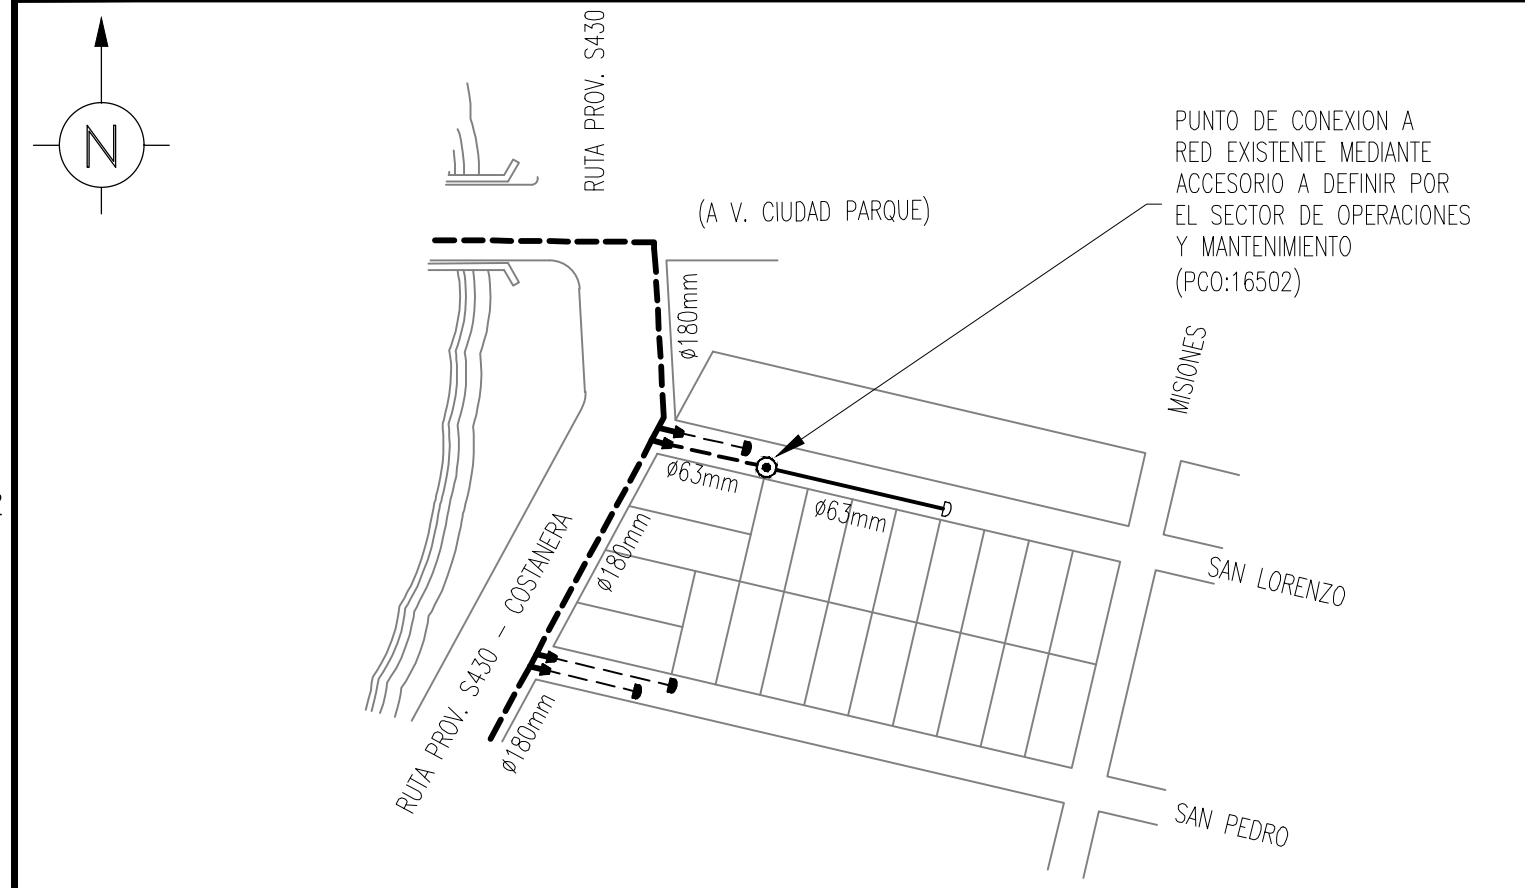 RUTA PROV. S430
N
PUNTO DE CONEXION A
RED EXISTENTE MEDIANTE
ACCESORIO A DEFINIR POR
EL SECTOR DE OPERACIONES
Y MANTENIMIENTO
(PCO:16502)
(A V. CIUDAD PARQUE)
ø180mm
MISIONES
ø63mm
ø63mm
ø180mm
SAN LORENZO
RUTA PROV. S430 - COSTANERA
ø180mm
SAN PEDRO